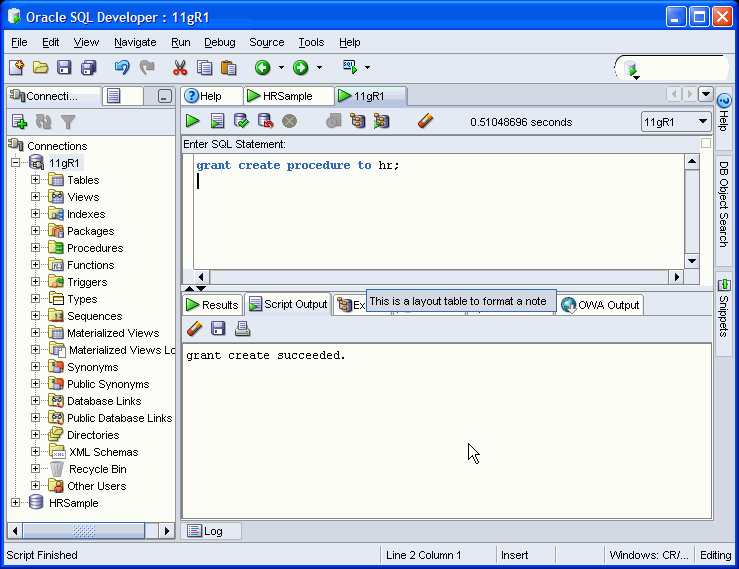 Oracle SQL Developer : 11gR1
File Edit View Navigate Run Debug Source Tools Help
Connecti...
Help HRSample 11gR1
0.51048696 seconds 11gR1
Enter SQL Statement:
grant create procedure to hr;
Connections
11gR1
Tables
Views
Indexes
Packages
Procedures
Functions
Triggers
Types
Sequences
Materialized Views
Materialized Views Lo
Synonyms
Public Synonyms
Database Links
Public Database Links
Directories
XML Schemas
Recycle Bin
Other Users
HRSample
Results Script Output Ex OWA Output
This is a layout table to format a note
grant create succeeded.
Log
Help
DB Object Search
Snippets
Script Finished Line 2 Column 1 Insert Windows: CR/... Editing